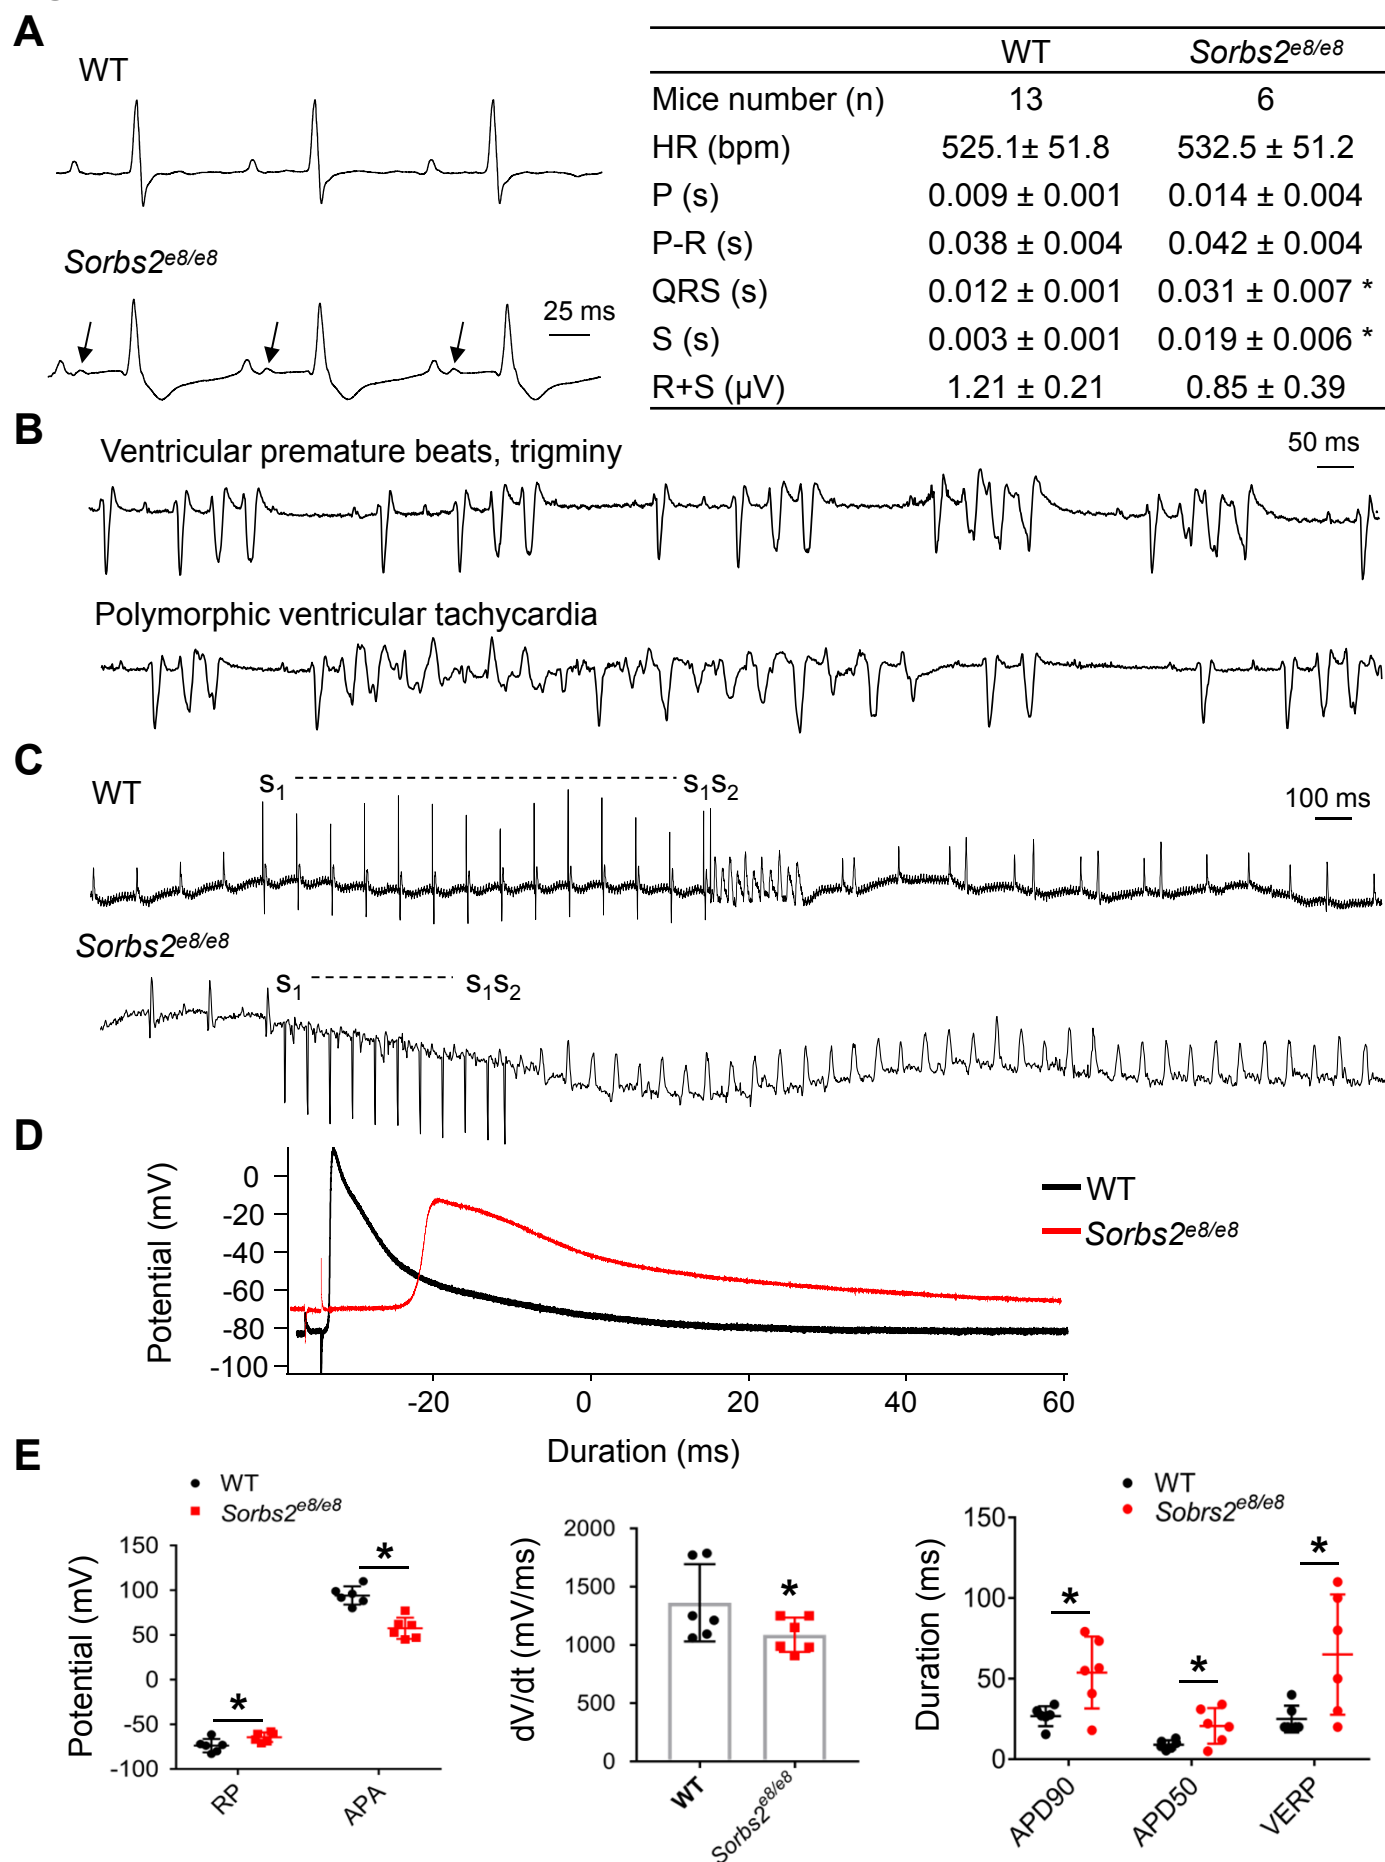 A
WT
Sorbs2e8/e8
25 ms
WT Sorbs2e8/e8
Mice number (n) 13 6
HR (bpm) 525.1± 51.8 532.5 ± 51.2
P (s) 0.009 ± 0.001 0.014 ± 0.004
P-R (s) 0.038 ± 0.004 0.042 ± 0.004
QRS (s) 0.012 ± 0.001 0.031 ± 0.007 *
S (s) 0.003 ± 0.001 0.019 ± 0.006 *
R+S (µV) 1.21 ± 0.21 0.85 ± 0.39
B
Ventricular premature beats, trigminy
50 ms
Polymorphic ventricular tachycardia
C
WT
S1 S1S2
100 ms
Sorbs2e8/e8
S1 S1S2
D
Potential (mV)
0
-20
-40
-60
-80
-100
-20 0 20 40 60
Duration (ms)
WT
Sorbs2e8/e8
E
WT
Sorbs2e8/e8
Potential (mV)
150
100
50
0
-50
-100
* *
RP APA
dV/dt (mV/ms)
2000
1500
1000
500
0
*
WT Sorbs2e8/e8
WT
Sobrs2e8/e8
Duration (ms)
150
100
50
0
* * *
APD90 APD50 VERP